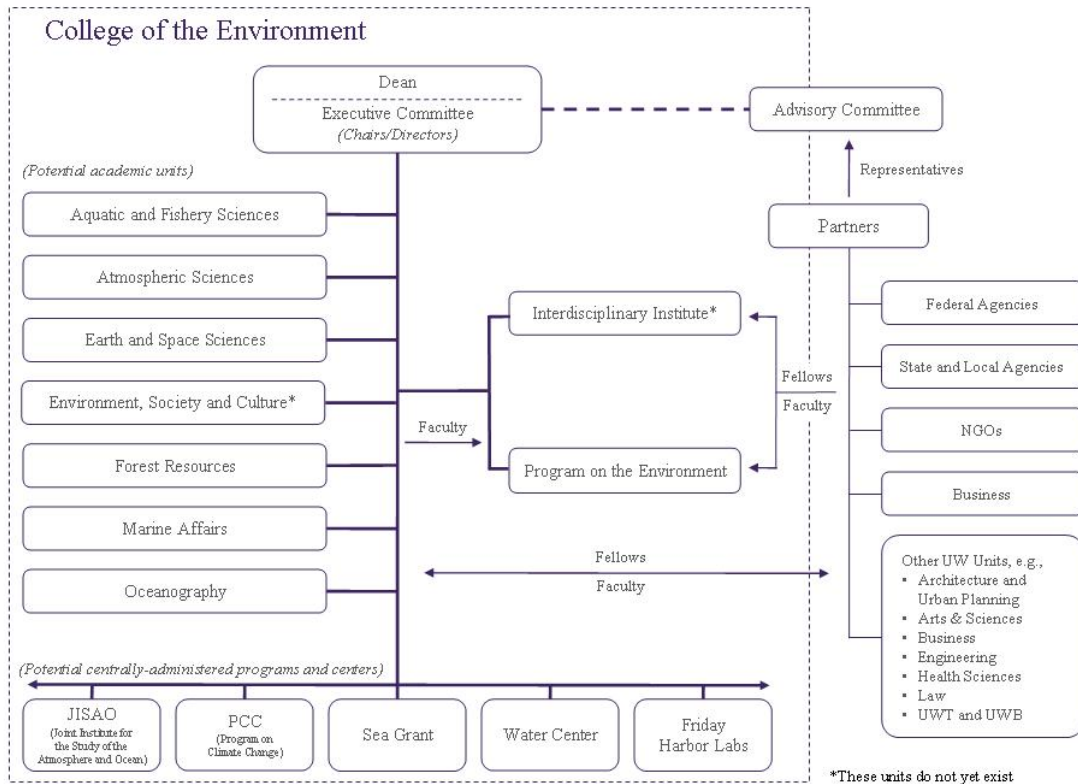 College of the Environment
Dean
Executive Committee
(Chairs/Directors)
Advisory Committee
Representatives
Partners
(Potential academic units)
Aquatic and Fishery Sciences
Atmospheric Sciences
Earth and Space Sciences
Environment, Society and Culture*
Forest Resources
Marine Affairs
Oceanography
Interdisciplinary Institute*
Faculty
Program on the Environment
Fellows
Faculty
Fellows
Faculty
Federal Agencies
State and Local Agencies
NGOs
Business
Other UW Units, e.g.,
• Architecture and
Urban Planning
• Arts & Sciences
• Business
• Engineering
• Health Sciences
• Law
• UWT and UWB
(Potential centrally-administered programs and centers)
JISAO
(Joint Institute for
the Study of the
Atmosphere and Ocean)
PCC
(Program on
Climate Change)
Sea Grant
Water Center
Friday
Harbor Labs
*These units do not yet exist